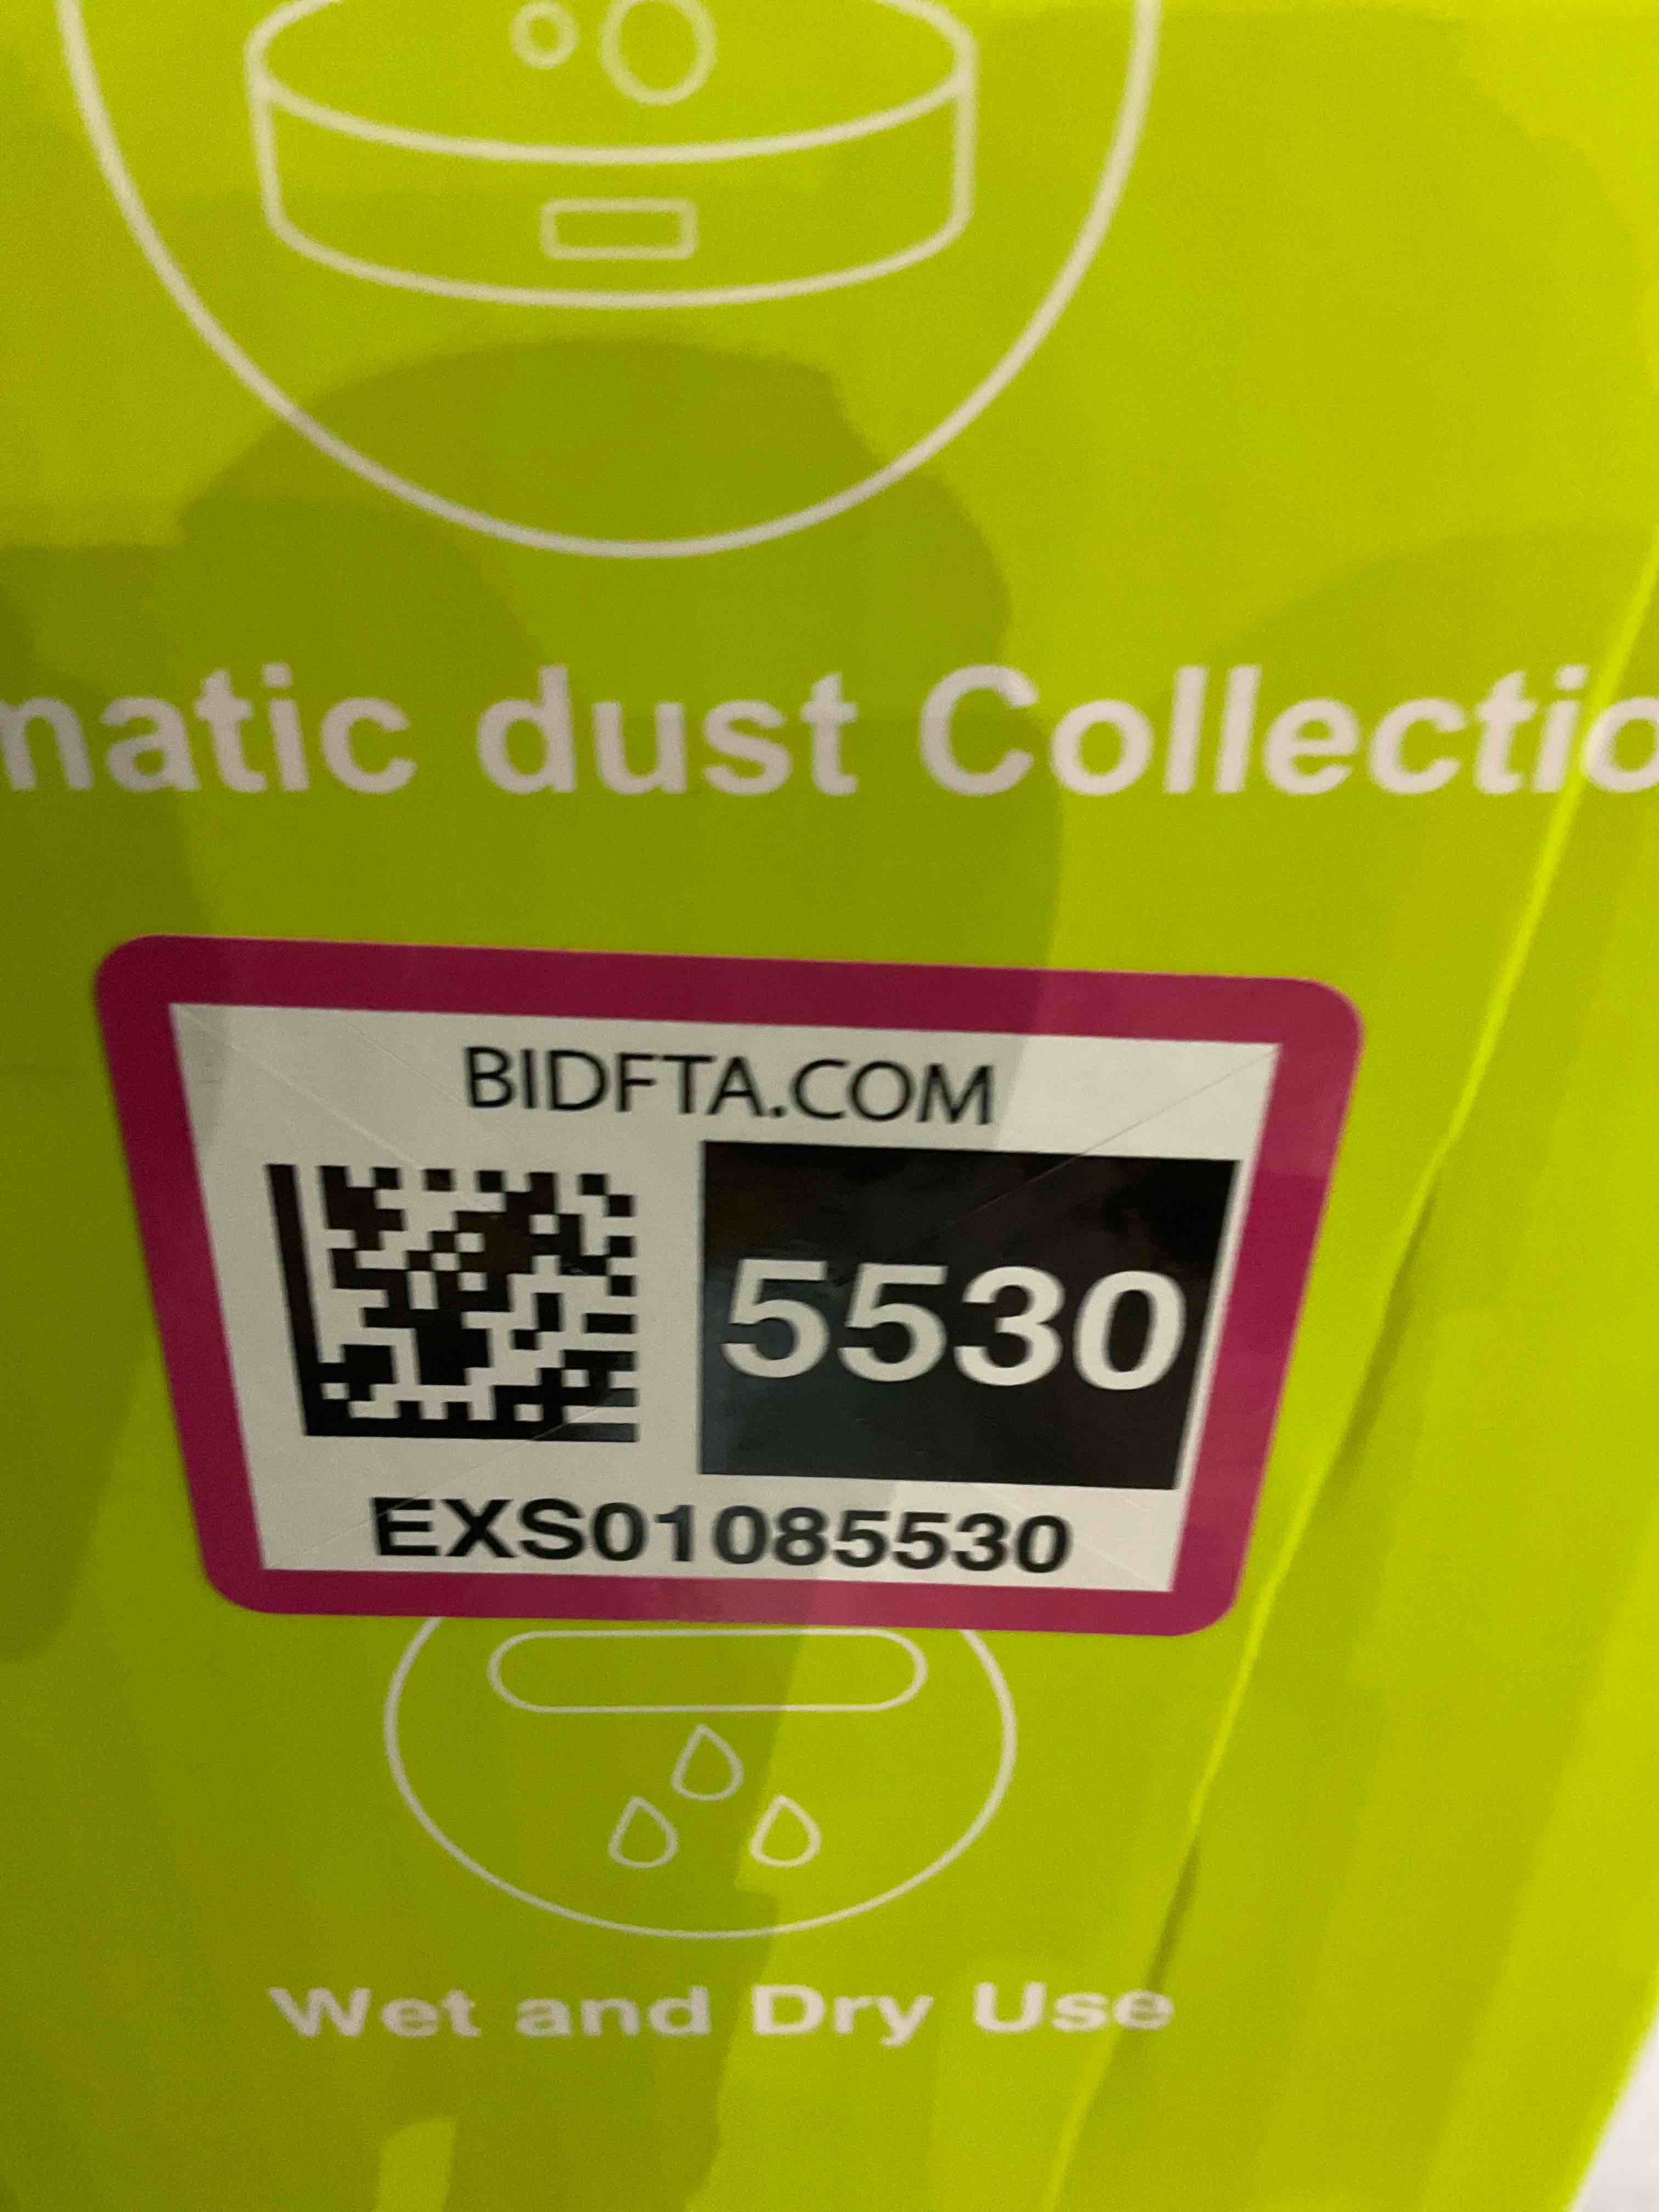 matic dust Collectio
BIDFTA.COM
5530
EXS01085530
Wet and Dry Use